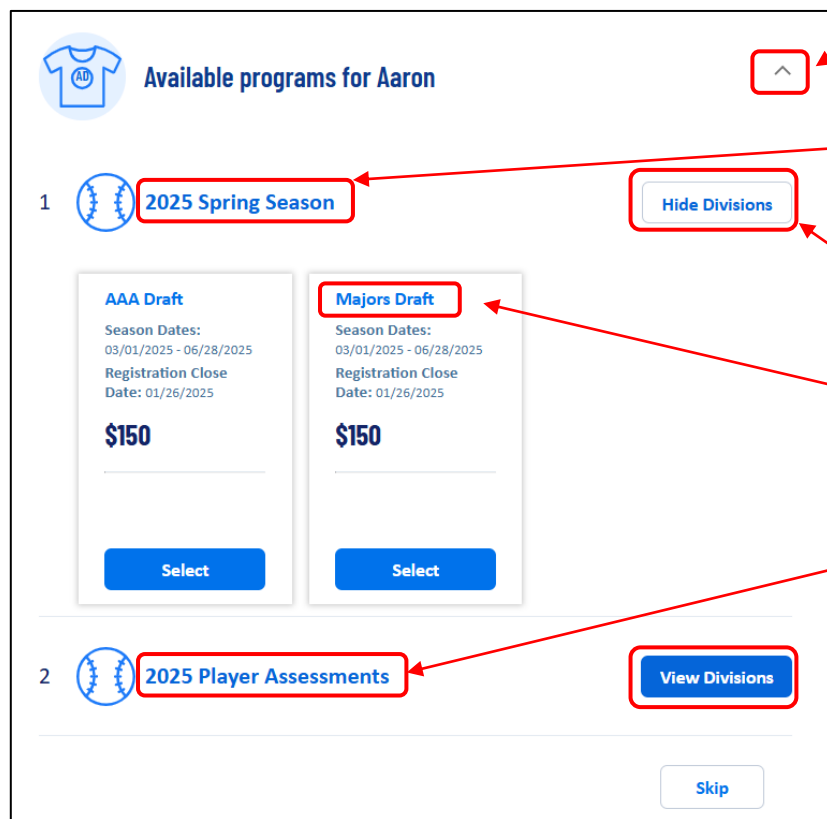 AD
Available programs for Aaron
1
2025 Spring Season
Hide Divisions
AAA Draft
Season Dates:
03/01/2025 - 06/28/2025
Registration Close
Date: 01/26/2025
$150
Select
Majors Draft
Season Dates:
03/01/2025 - 06/28/2025
Registration Close
Date: 01/26/2025
$150
Select
2
2025 Player Assessments
View Divisions
Skip